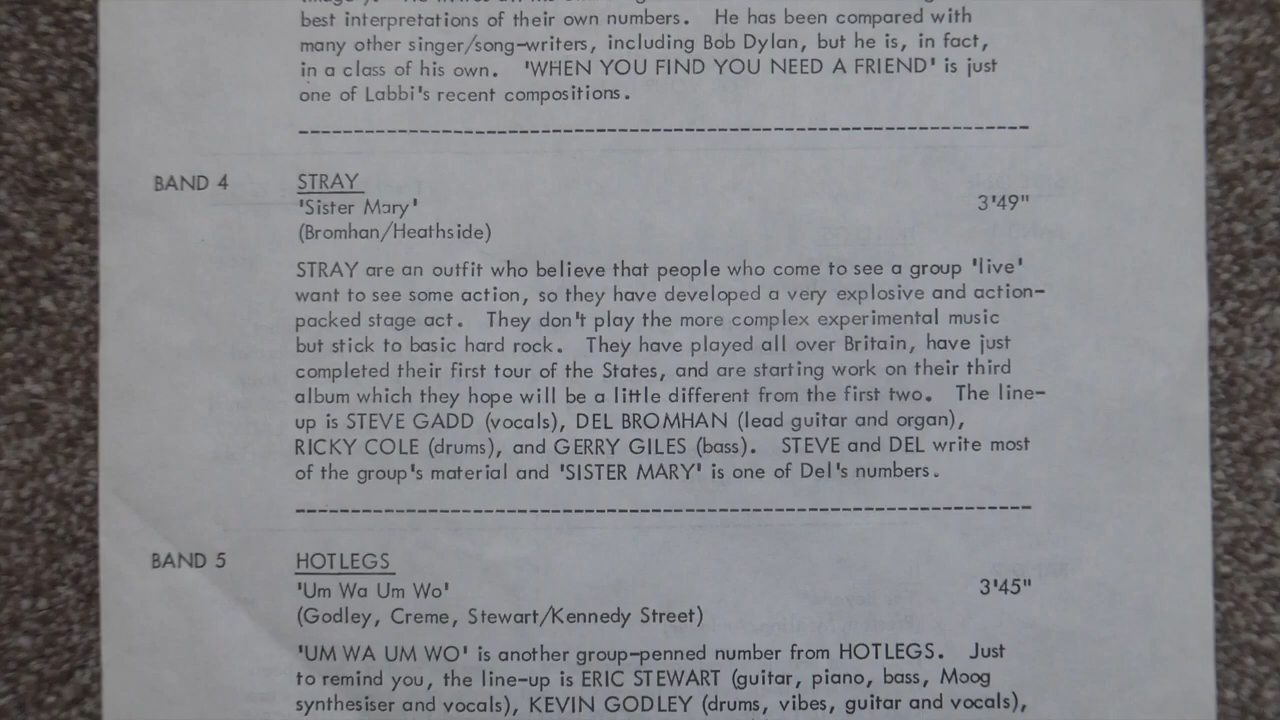 best interpretations of their own numbers. He has been compared with
many other singer/song-writers, including Bob Dylan, but he is, in fact,
in a class of his own. 'WHEN YOU FIND YOU NEED A FRIEND' is just
one of Labbi's recent compositions.
BAND 4 STRAY
'Sister Mary' 3'49"
(Bromhan/Heathside)
STRAY are an outfit who believe that people who come to see a group 'live'
want to see some action, so they have developed a very explosive and action-
packed stage act. They don't play the more complex experimental music
but stick to basic hard rock. They have played all over Britain, have just
completed their first tour of the States, and are starting work on their third
album which they hope will be a little different from the first two. The line-
up is STEVE GADD (vocals), DEL BROMHAN (lead guitar and organ),
RICKY COLE (drums), and GERRY GILES (bass). STEVE and DEL write most
of the group's material and 'SISTER MARY' is one of Del's numbers.
BAND 5 HOTLEGS
'Um Wa Um Wo' 3'45"
(Godley, Creme, Stewart/Kennedy Street)
'UM WA UM WO' is another group-penned number from HOTLEGS. Just
to remind you, the line-up is ERIC STEWART (guitar, piano, bass, Moog
synthesiser and vocals), KEVIN GODLEY (drums, vibes, guitar and vocals),